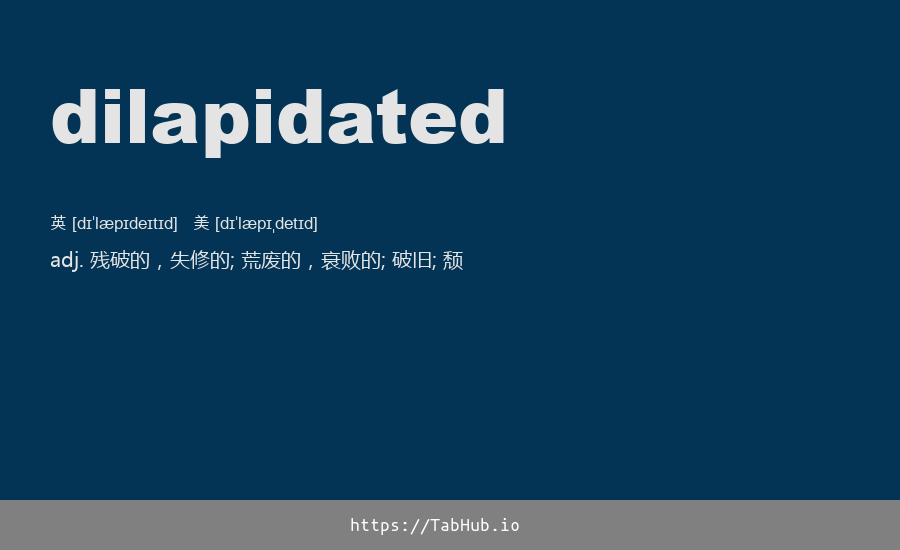 dilapidated
英 [dɪˈlæpɪdeɪtɪd] 美 [dɪˈlæpɪˌdetɪd]
adj. 残破的，失修的; 荒废的，衰败的; 破旧; 颓
https://TabHub.io